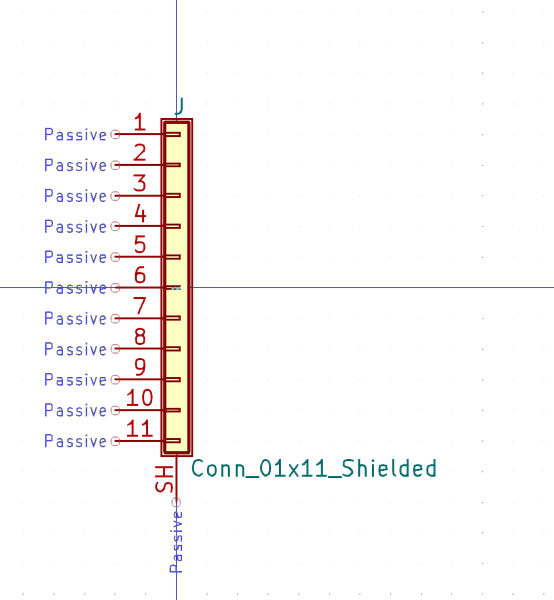 J
Passive 1
Passive 2
Passive 3
Passive 4
Passive 5
Passive 6
Passive 7
Passive 8
Passive 9
Passive 10
Passive 11
Conn_01x11_Shielded
SH
Passive